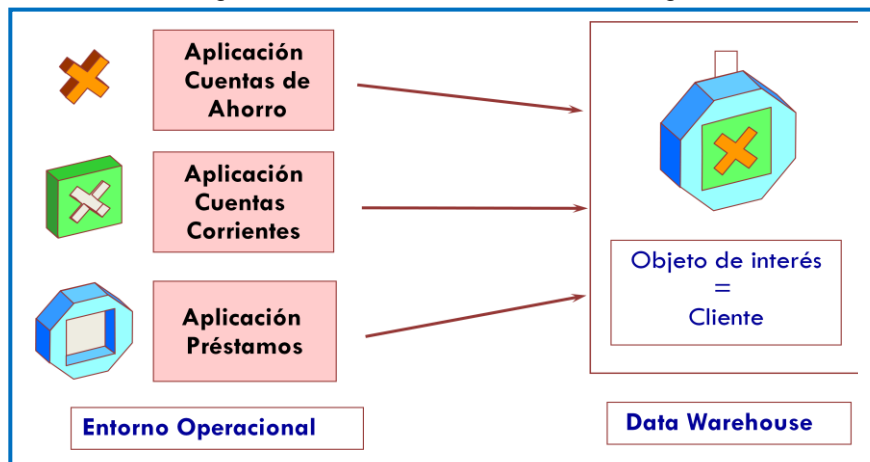 Aplicación
Cuentas de
Ahorro
Aplicación
Cuentas
Corrientes
Aplicación
Préstamos
Objeto de interés
=
Cliente
Entorno Operacional
Data Warehouse